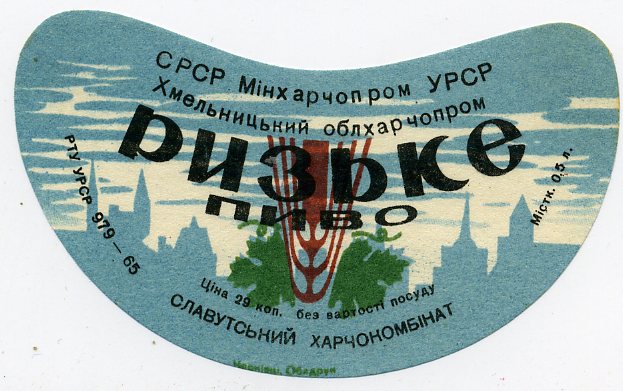 СРСР Мінхарчопром УРСР
Хмельницький облхарчопром
Ризьке
ПИВО
РТУ УРСР 979—65
Містк. 0,5 л.
Ціна 29 коп. без вартості посуду
СЛАВУТСЬКИЙ ХАРЧОКОМБІНАТ